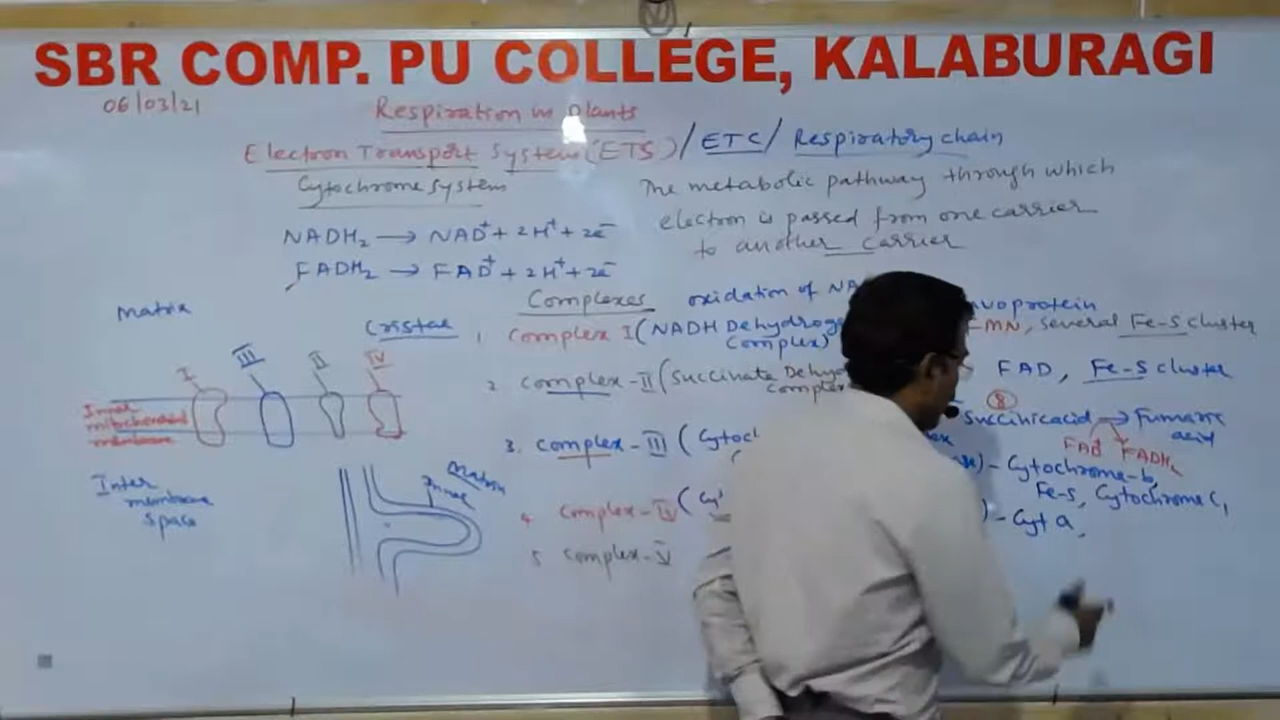 SBR COMP. PU COLLEGE, KALABURAGI
06/03/21
Respiration in Plants
Electron Transport System (ETS) / ETC / Respiratory chain
Cytochrome system
The metabolic pathway through which
electron is passed from one carrier
to another carrier
NADH₂ → NAD⁺ + 2H⁺ + 2e⁻
FADH₂ → FAD⁺ + 2H⁺ + 2e⁻
Matrix
Cristae
I
III
II
IV
Inner
mitochondrial
membrane
Inter
membrane
space
Matrix
Inner
Complexes
oxidation of NA
1, Complex I (NADH Dehydrog
Complex)
MN, several Fe-S cluster
2. Complex-II (Succinate Dehyd
Complex
FAD, Fe-S cluster
8
Succinic acid → Fumaric
acid
FAD FADH₂
3. Complex-III (Cytoc
- Cytochrome-b,
Fe-S, Cytochrome C₁
4. Complex-IV (Cy
) - Cyt a,
5 Complex-V